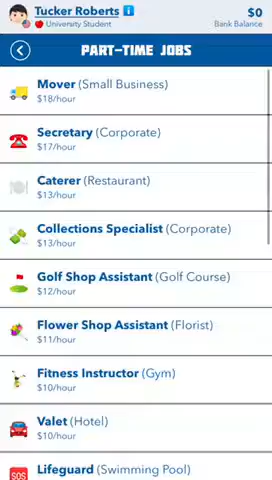 Tucker Roberts
$0
University Student
Bank Balance
PART-TIME JOBS
Mover (Small Business)
$18/hour
Secretary (Corporate)
$17/hour
Caterer (Restaurant)
$13/hour
Collections Specialist (Corporate)
$13/hour
Golf Shop Assistant (Golf Course)
$12/hour
Flower Shop Assistant (Florist)
$11/hour
Fitness Instructor (Gym)
$10/hour
Valet (Hotel)
$10/hour
SOS
Lifeguard (Swimming Pool)